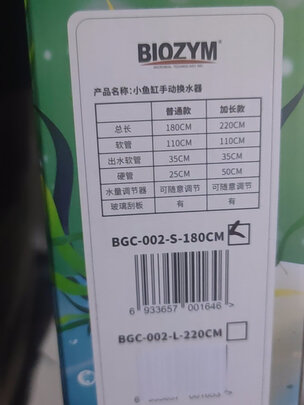 BIOZYM
产品名称:小鱼缸手动换水器
普通款 加长款
总长 180CM 220CM
软管 110CM 110CM
出水软管 35CM 35CM
硬管 25CM 50CM
水量调节器 可随意调节 可随意调节
玻璃刮板 有 有
BGC-002-S-180CM
6 933657 001646
BGC-002-L-220CM